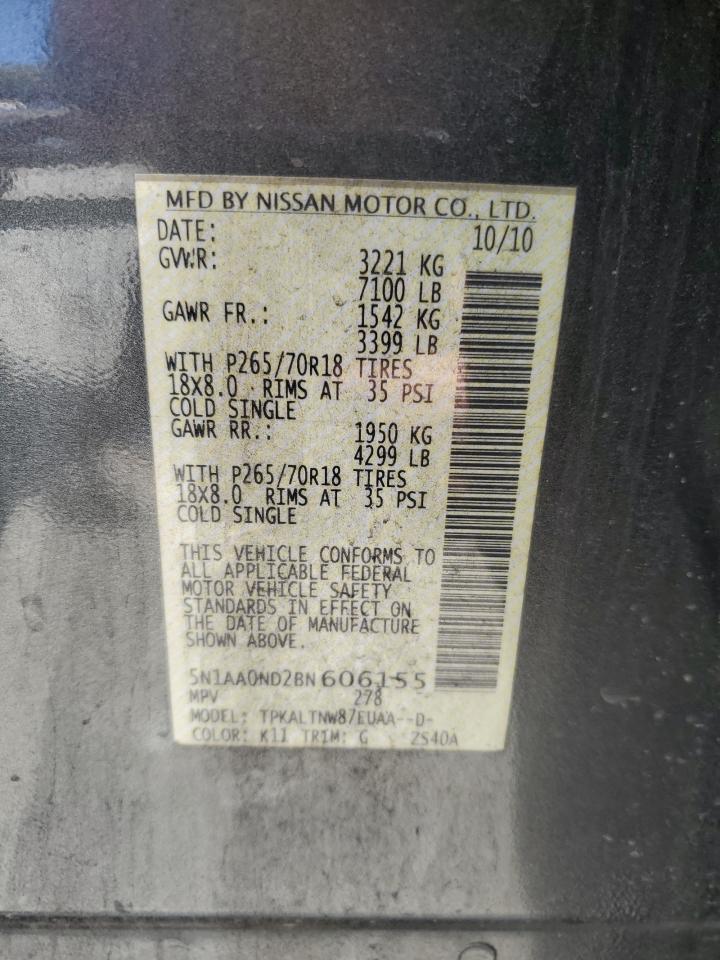 MFD BY NISSAN MOTOR CO., LTD.
DATE: 10/10
GVWR: 3221 KG
7100 LB
GAWR FR.: 1542 KG
3399 LB
WITH P265/70R18 TIRES
18X8.0 RIMS AT 35 PSI
COLD SINGLE
GAWR RR.: 1950 KG
4299 LB
WITH P265/70R18 TIRES
18X8.0 RIMS AT 35 PSI
COLD SINGLE
THIS VEHICLE CONFORMS TO
ALL APPLICABLE FEDERAL
MOTOR VEHICLE SAFETY
STANDARDS IN EFFECT ON
THE DATE OF MANUFACTURE
SHOWN ABOVE.
5N1AA0ND2BN606155
MPV 278
MODEL: TPKALTNW87EUAA--D-
COLOR: K11 TRIM: G ZS40A